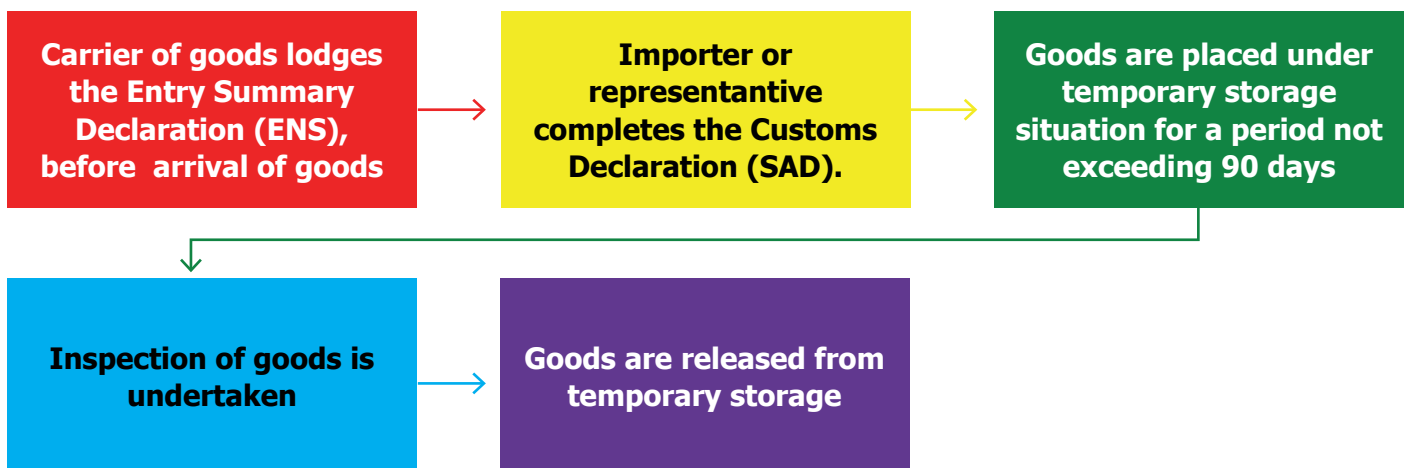 Carrier of goods lodges
the Entry Summary
Declaration (ENS),
before  arrival of goods
Importer or
representantive
completes the Customs
Declaration (SAD).
Goods are placed under
temporary storage
situation for a period not
exceeding 90 days
Inspection of goods is
undertaken
Goods are released from
temporary storage